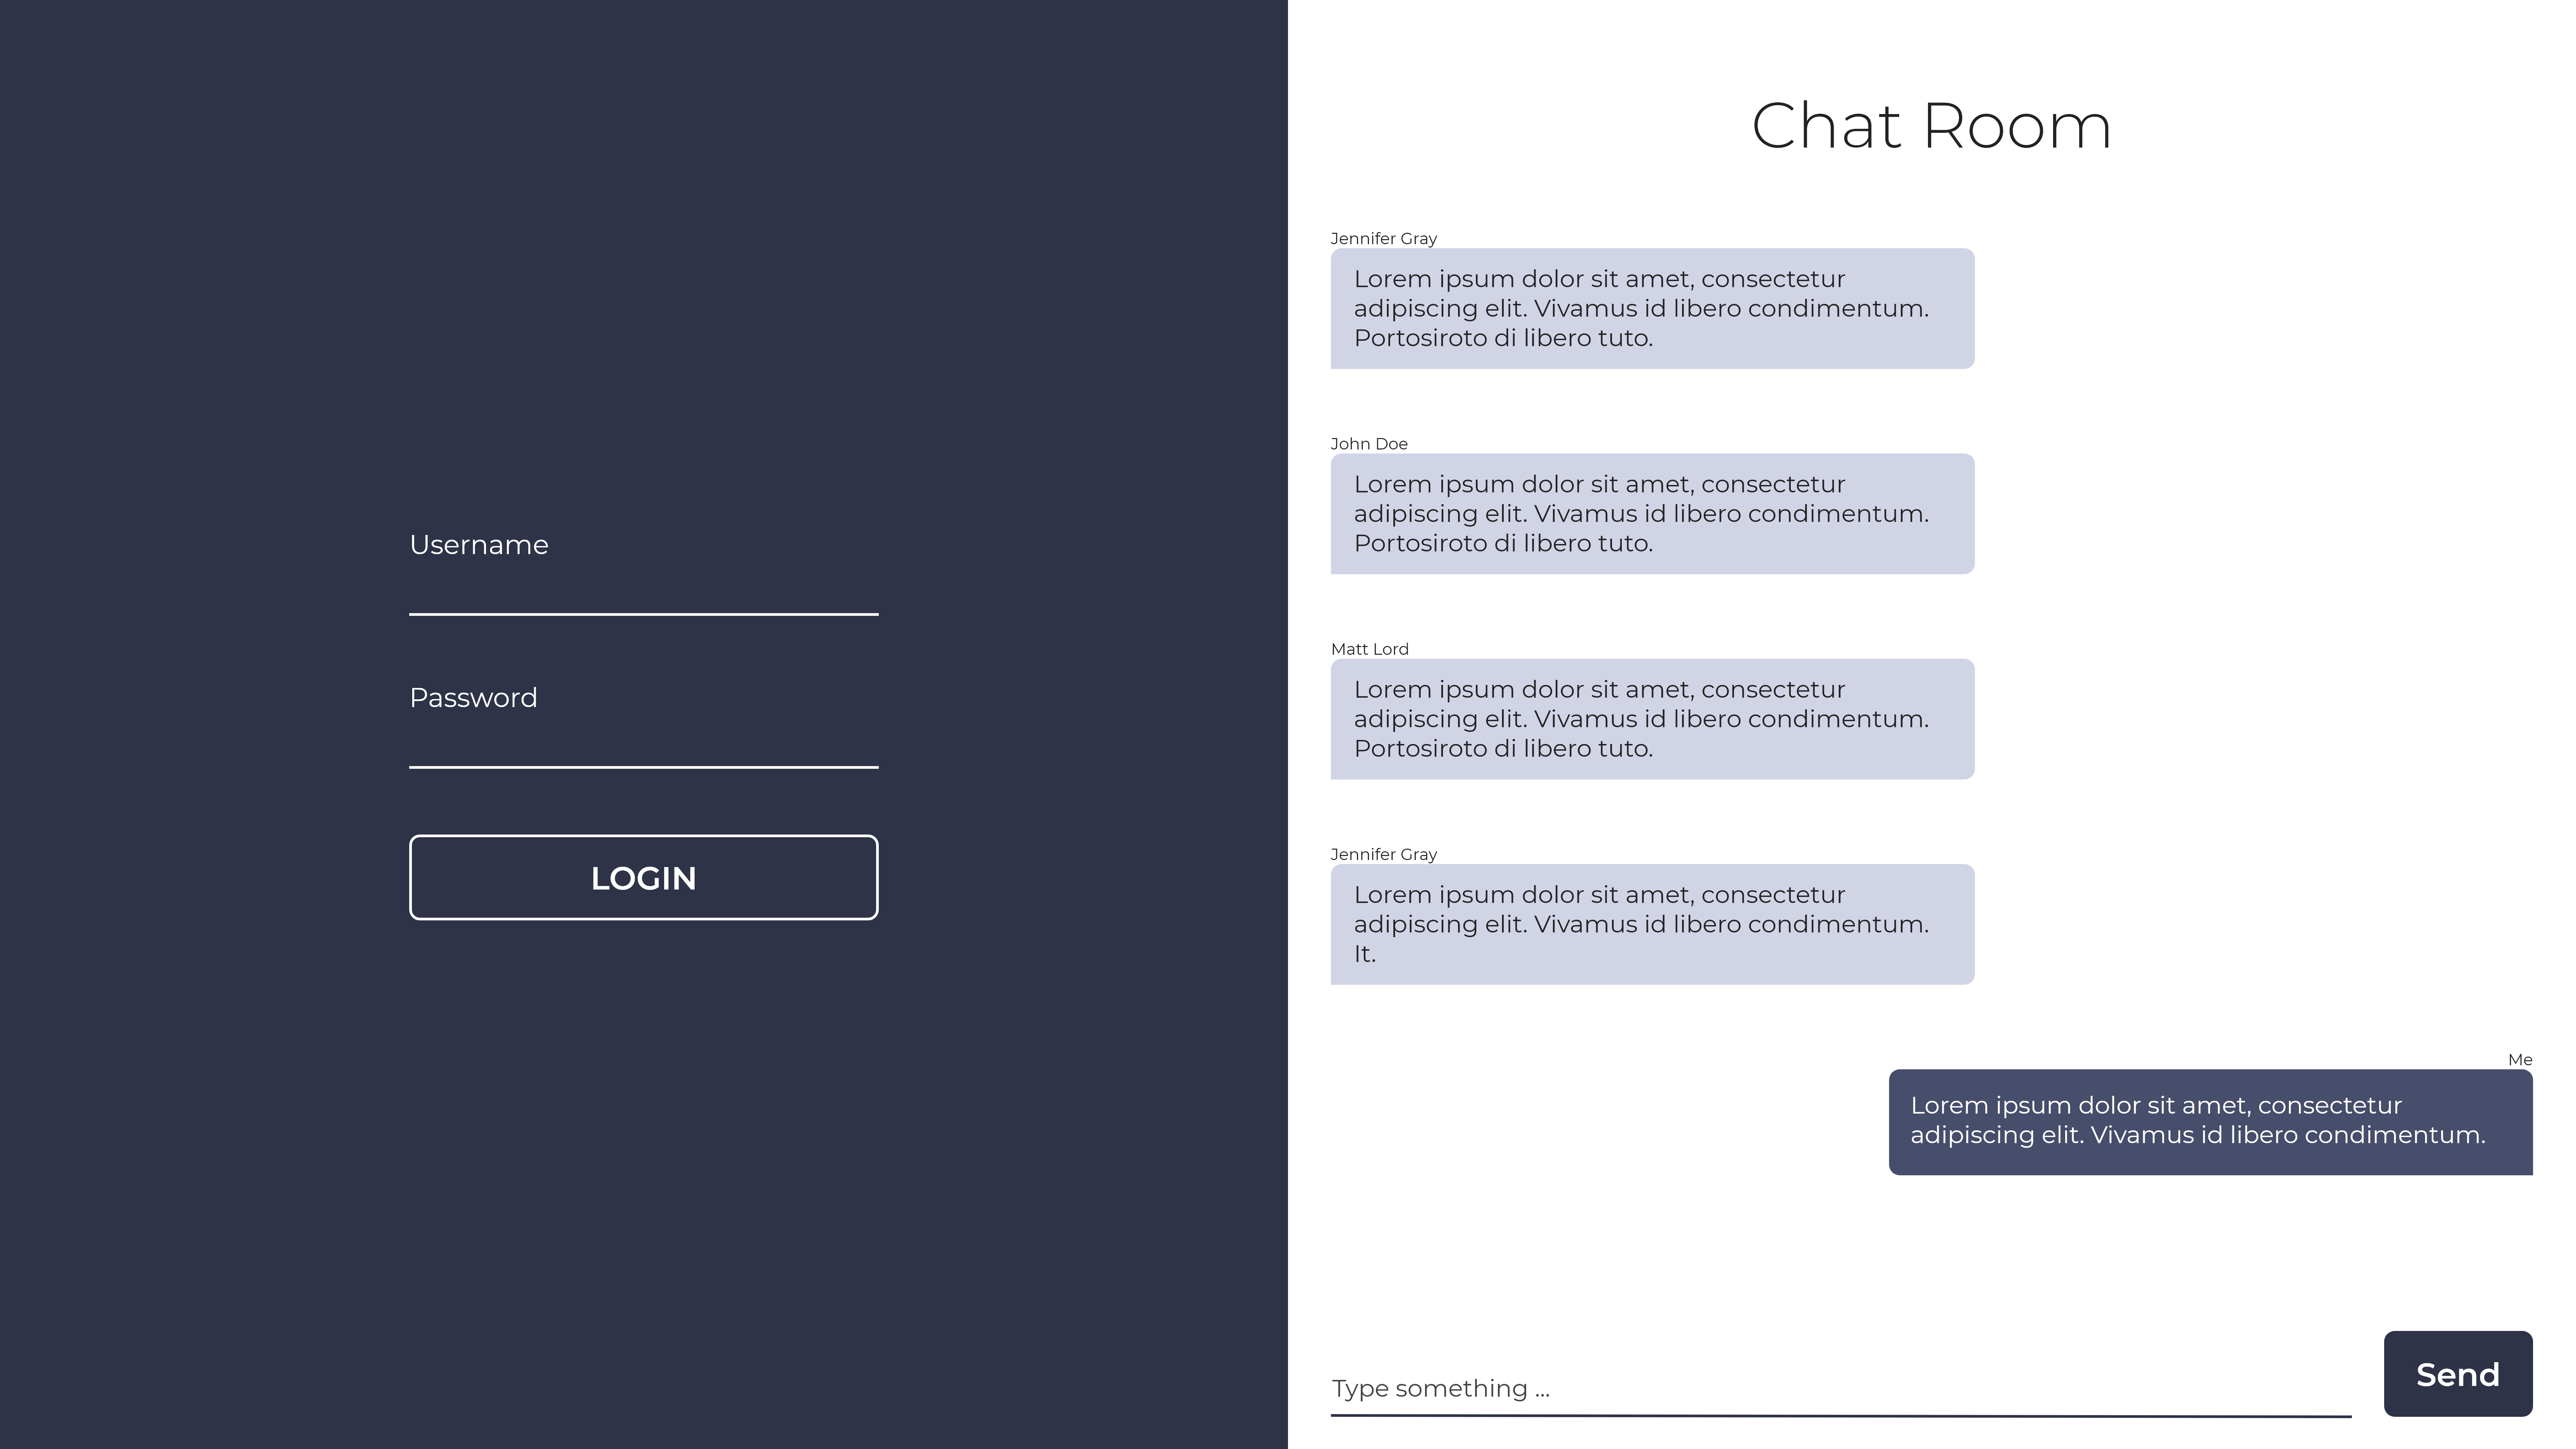 Username
Password
LOGIN
Chat Room
Jennifer Gray
Lorem ipsum dolor sit amet, consectetur
adipiscing elit. Vivamus id libero condimentum.
Portosiroto di libero tuto.
John Doe
Lorem ipsum dolor sit amet, consectetur
adipiscing elit. Vivamus id libero condimentum.
Portosiroto di libero tuto.
Matt Lord
Lorem ipsum dolor sit amet, consectetur
adipiscing elit. Vivamus id libero condimentum.
Portosiroto di libero tuto.
Jennifer Gray
Lorem ipsum dolor sit amet, consectetur
adipiscing elit. Vivamus id libero condimentum.
It.
Me
Lorem ipsum dolor sit amet, consectetur
adipiscing elit. Vivamus id libero condimentum.
Type something ...
Send